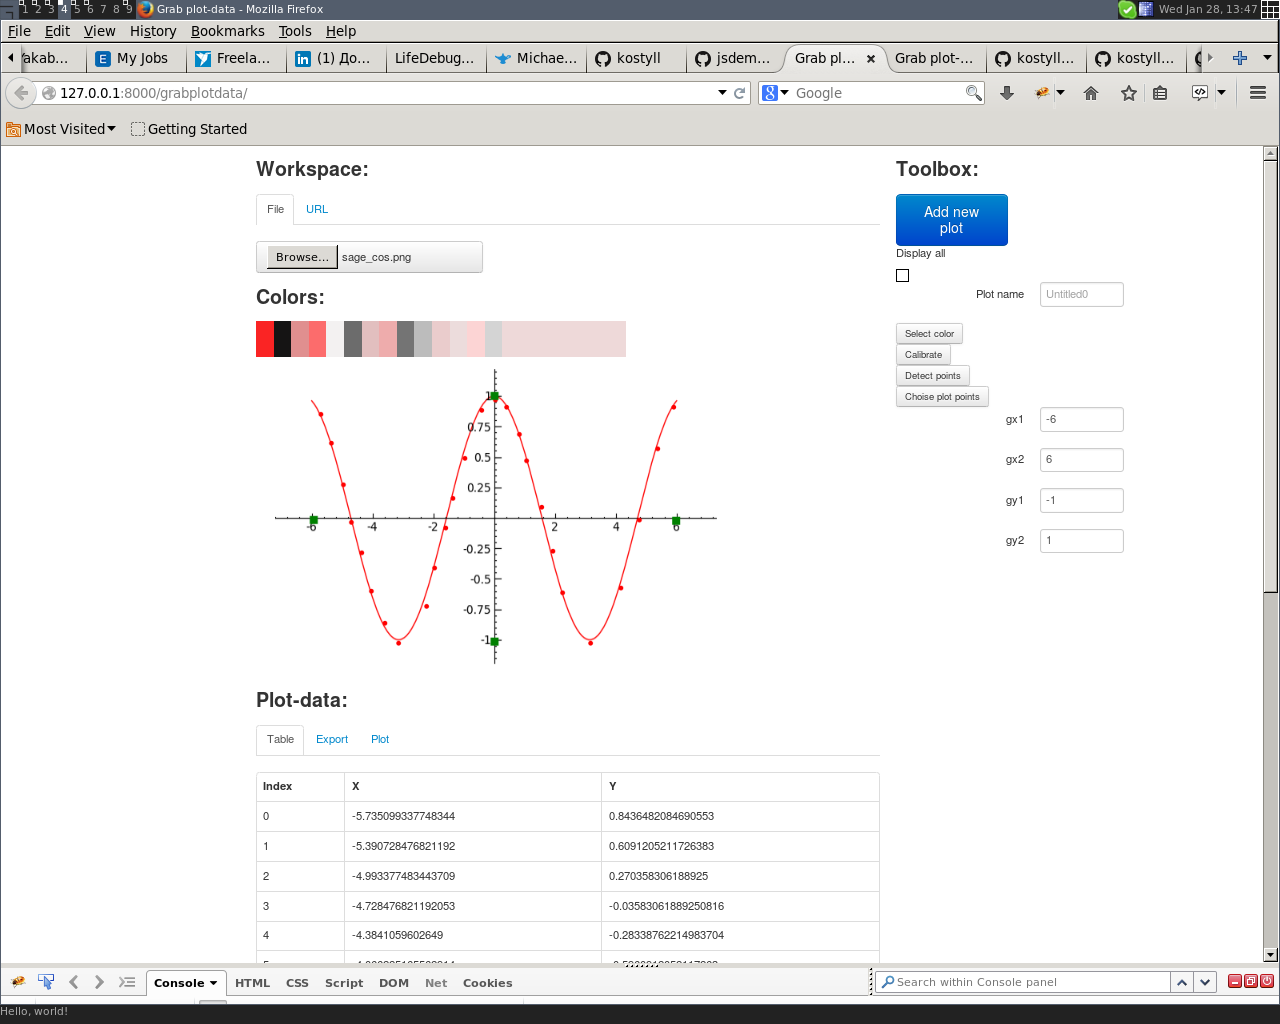 1 2 3 4 5 6 7 8 9 Grab plot-data - Mozilla Firefox Wed Jan 28, 13:47
File Edit View History Bookmarks Tools Help
akab... My Jobs Freela... (1) До... LifeDebug... Michae... kostyll jsdem... Grab pl... Grab plot-... kostyll... kostyll...
127.0.0.1:8000/grabplotdata/ Google
Most Visited Getting Started
Workspace:
File URL
Browse... sage_cos.png
Colors:
1
0.75
0.5
0.25
-6 -4 -2 2 4 6
-0.25
-0.5
-0.75
-1
Toolbox:
Add new
plot
Display all
Plot name Untitled0
Select color
Calibrate
Detect points
Choise plot points
gx1 -6
gx2 6
gy1 -1
gy2 1
Plot-data:
Table Export Plot
Index X Y
0 -5.735099337748344 0.8436482084690553
1 -5.390728476821192 0.6091205211726383
2 -4.993377483443709 0.270358306188925
3 -4.728476821192053 -0.03583061889250816
4 -4.3841059602649 -0.28338762214983704
Console HTML CSS Script DOM Net Cookies Search within Console panel
Hello, world!